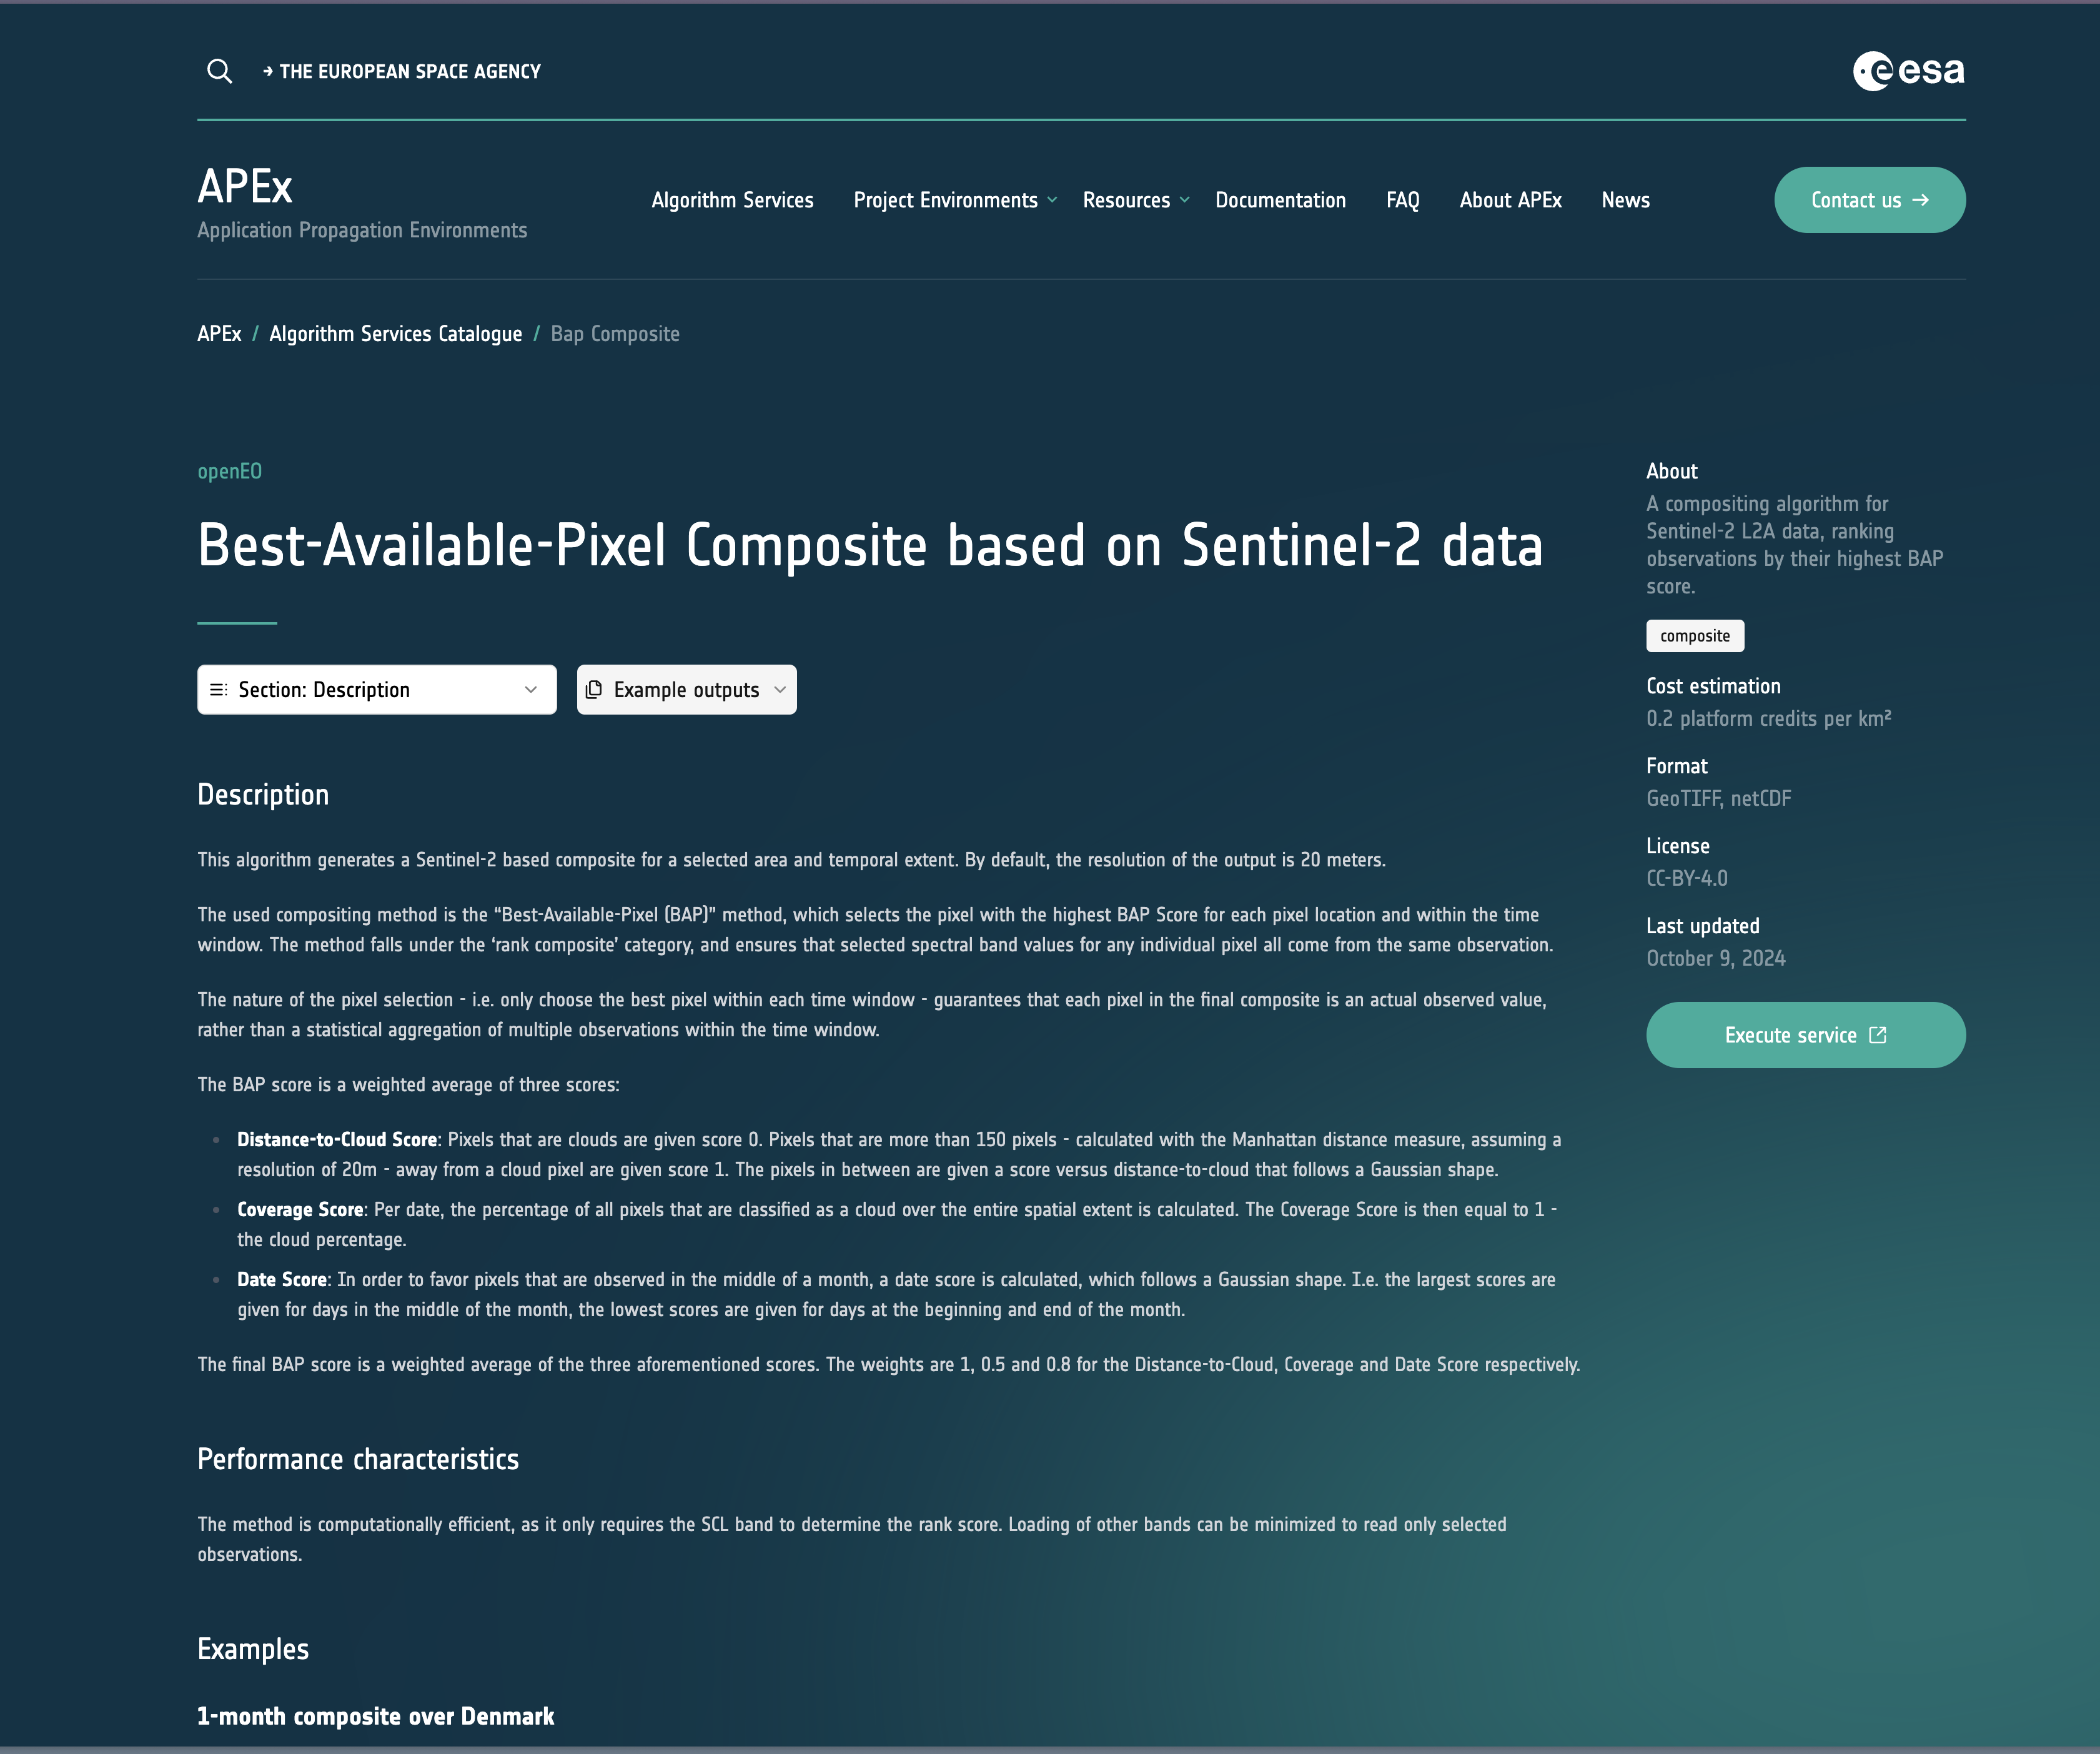 → THE EUROPEAN SPACE AGENCY
esa
APEx
Application Propagation Environments
Algorithm Services
Project Environments
Resources
Documentation
FAQ
About APEx
News
Contact us →
APEx / Algorithm Services Catalogue / Bap Composite
openEO
Best-Available-Pixel Composite based on Sentinel-2 data
Section: Description
Example outputs
Description
This algorithm generates a Sentinel-2 based composite for a selected area and temporal extent. By default, the resolution of the output is 20 meters.
The used compositing method is the “Best-Available-Pixel (BAP)” method, which selects the pixel with the highest BAP Score for each pixel location and within the time
window. The method falls under the ‘rank composite’ category, and ensures that selected spectral band values for any individual pixel all come from the same observation.
The nature of the pixel selection - i.e. only choose the best pixel within each time window - guarantees that each pixel in the final composite is an actual observed value,
rather than a statistical aggregation of multiple observations within the time window.
The BAP score is a weighted average of three scores:
• Distance-to-Cloud Score: Pixels that are clouds are given score 0. Pixels that are more than 150 pixels - calculated with the Manhattan distance measure, assuming a
resolution of 20m - away from a cloud pixel are given score 1. The pixels in between are given a score versus distance-to-cloud that follows a Gaussian shape.
• Coverage Score: Per date, the percentage of all pixels that are classified as a cloud over the entire spatial extent is calculated. The Coverage Score is then equal to 1 -
the cloud percentage.
• Date Score: In order to favor pixels that are observed in the middle of a month, a date score is calculated, which follows a Gaussian shape. I.e. the largest scores are
given for days in the middle of the month, the lowest scores are given for days at the beginning and end of the month.
The final BAP score is a weighted average of the three aforementioned scores. The weights are 1, 0.5 and 0.8 for the Distance-to-Cloud, Coverage and Date Score respectively.
Performance characteristics
The method is computationally efficient, as it only requires the SCL band to determine the rank score. Loading of other bands can be minimized to read only selected
observations.
Examples
1-month composite over Denmark
About
A compositing algorithm for
Sentinel-2 L2A data, ranking
observations by their highest BAP
score.
composite
Cost estimation
0.2 platform credits per km²
Format
GeoTIFF, netCDF
License
CC-BY-4.0
Last updated
October 9, 2024
Execute service